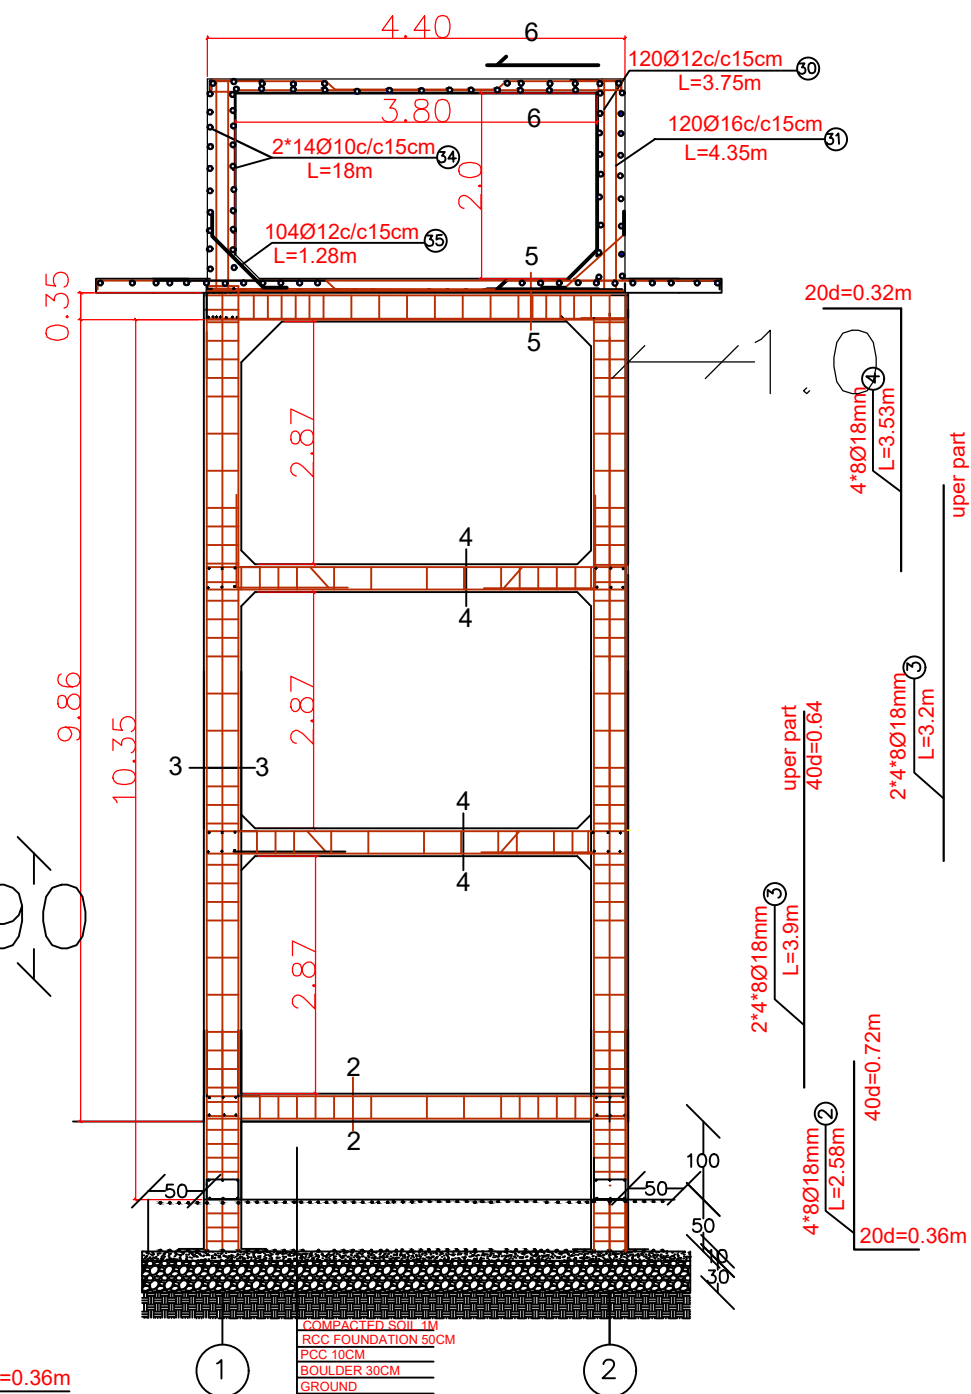 4.40
6
120Ø12c/c15cm
L=3.75m
30
3.80
6
120Ø16c/c15cm
L=4.35m
31
2*14Ø10c/c15cm
L=18m
34
2.0
104Ø12c/c15cm
L=1.28m
35
5
5
0.35
20d=0.32m
1.0
4
4*8Ø18mm
L=3.53m
uper part
2.87
4
4
3
2*4*8Ø18mm
L=3.2m
9.86
10.35
2.87
3
3
uper part
40d=0.64
4
4
90
3
2*4*8Ø18mm
L=3.9m
2.87
2
2
40d=0.72m
2
4*8Ø18mm
L=2.58m
20d=0.36m
50
50
100
50
10
30
COMPACTED SOIL 1M
RCC FOUNDATION 50CM
PCC 10CM
BOULDER 30CM
GROUND
1
2
=0.36m